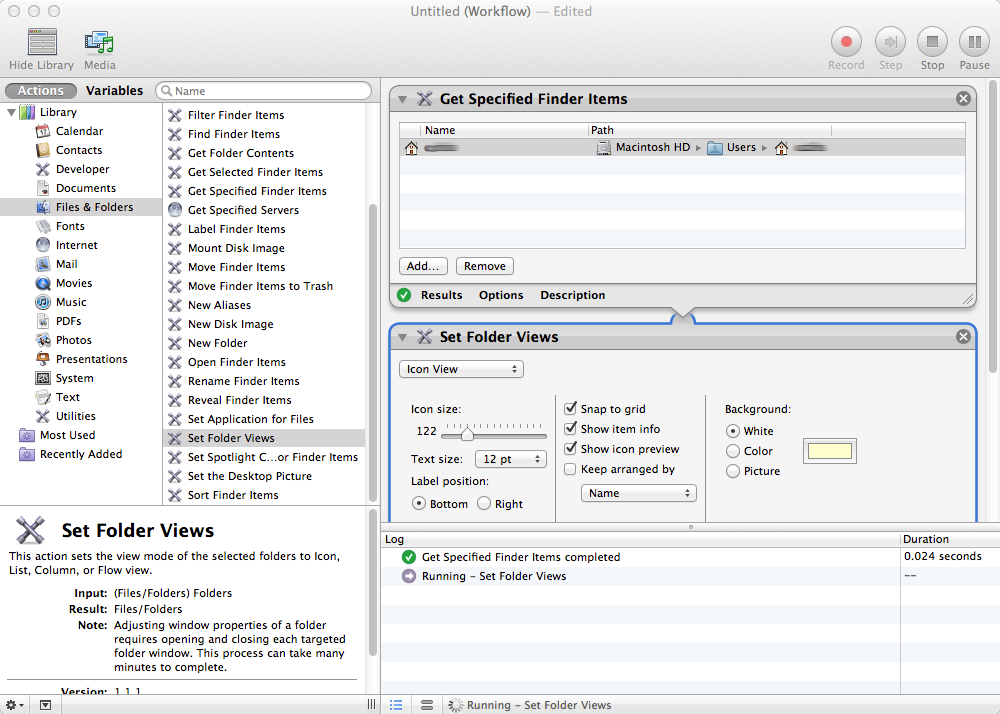 Untitled (Workflow) — Edited
Hide Library
Media
Record
Step
Stop
Pause
Actions
Variables
Name
Library
Calendar
Contacts
Developer
Documents
Files & Folders
Fonts
Internet
Mail
Movies
Music
PDFs
Photos
Presentations
System
Text
Utilities
Most Used
Recently Added
Filter Finder Items
Find Finder Items
Get Folder Contents
Get Selected Finder Items
Get Specified Finder Items
Get Specified Servers
Label Finder Items
Mount Disk Image
Move Finder Items
Move Finder Items to Trash
New Aliases
New Disk Image
New Folder
Open Finder Items
Rename Finder Items
Reveal Finder Items
Set Application for Files
Set Folder Views
Set Spotlight C...or Finder Items
Set the Desktop Picture
Sort Finder Items
Set Folder Views
This action sets the view mode of the selected folders to Icon,
List, Column, or Flow view.
Input: (Files/Folders) Folders
Result: Files/Folders
Note: Adjusting window properties of a folder
requires opening and closing each targeted
folder window. This process can take many
minutes to complete.
Version: 1.1.1
Get Specified Finder Items
Name
Path
Macintosh HD
Users
Add...
Remove
Results
Options
Description
Set Folder Views
Icon View
Icon size:
122
Text size: 12 pt
Label position:
Bottom
Right
Snap to grid
Show item info
Show icon preview
Keep arranged by
Name
Background:
White
Color
Picture
Log
Duration
Get Specified Finder Items completed
0.024 seconds
Running – Set Folder Views
--
Running – Set Folder Views